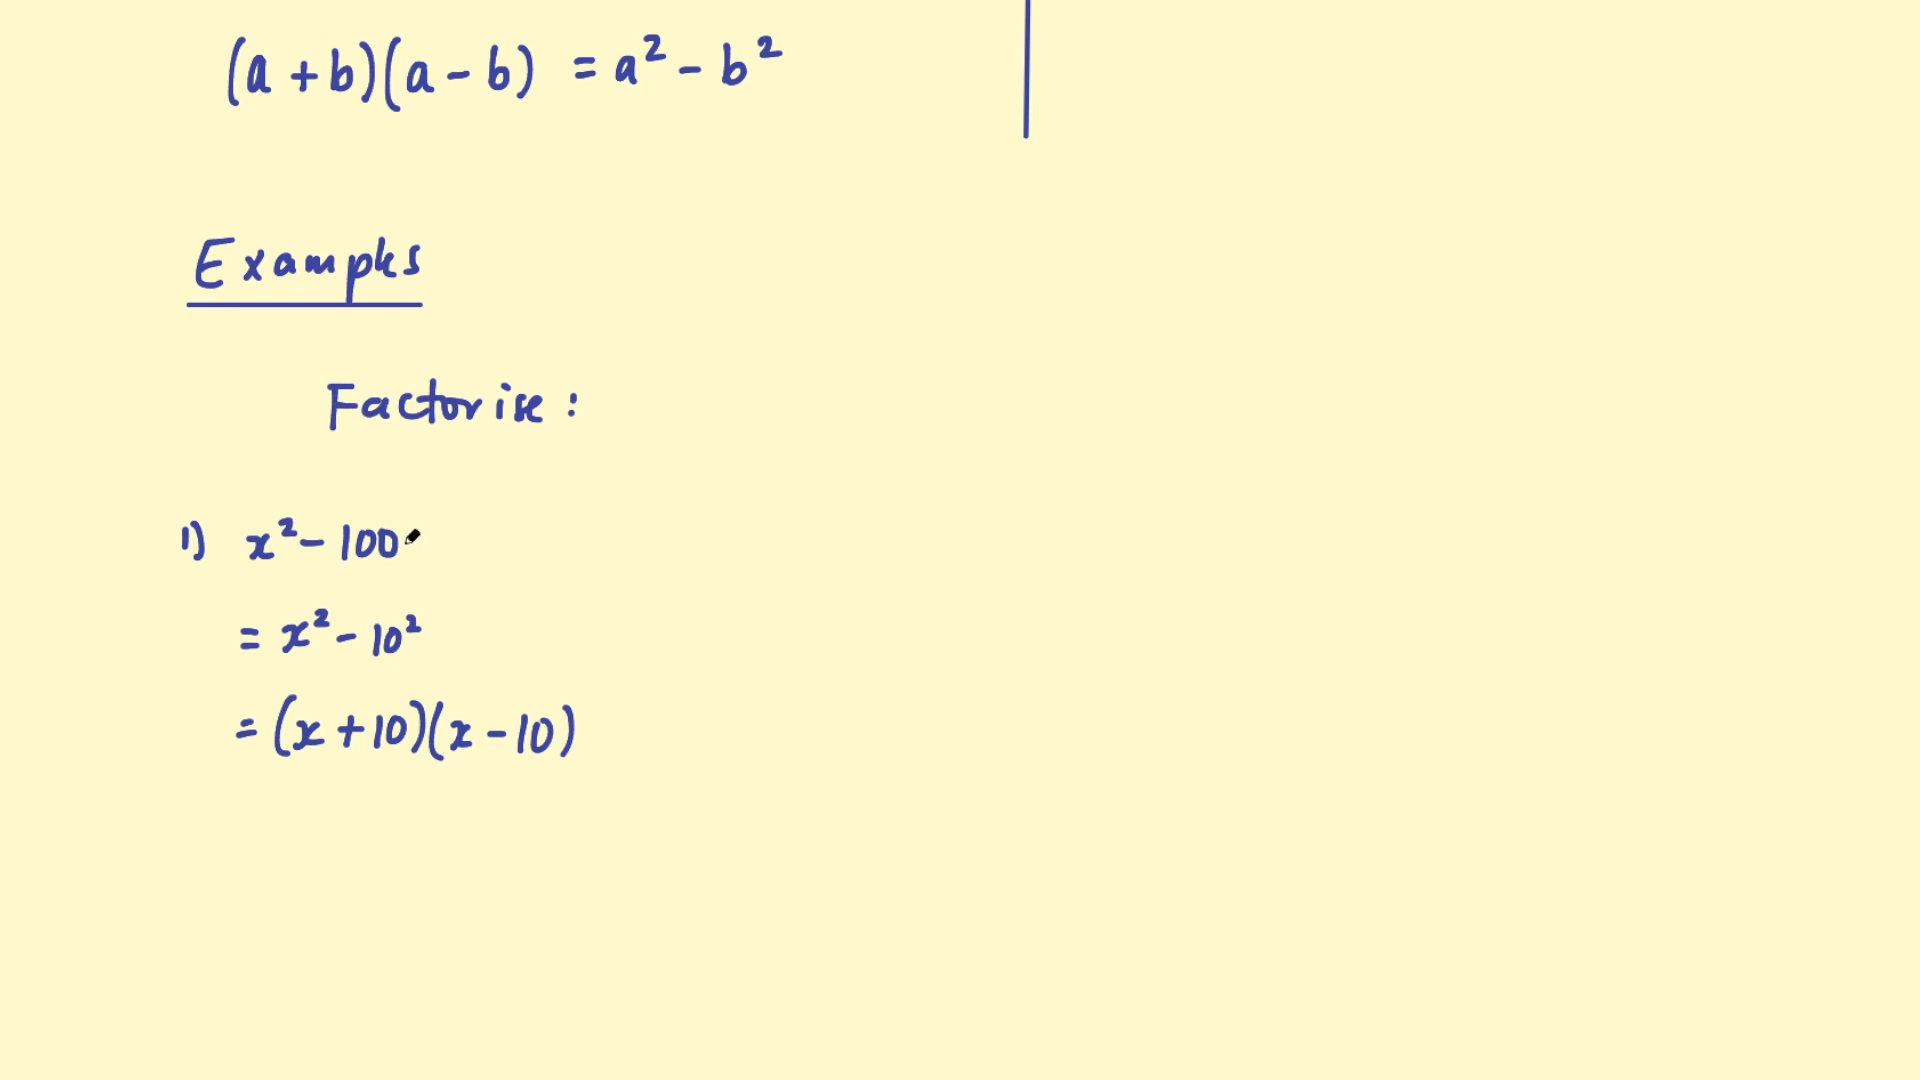 (a + b)(a - b) = a² - b²
Examples
Factorise :
1) x² - 100
= x² - 10²
= (x + 10)(x - 10)